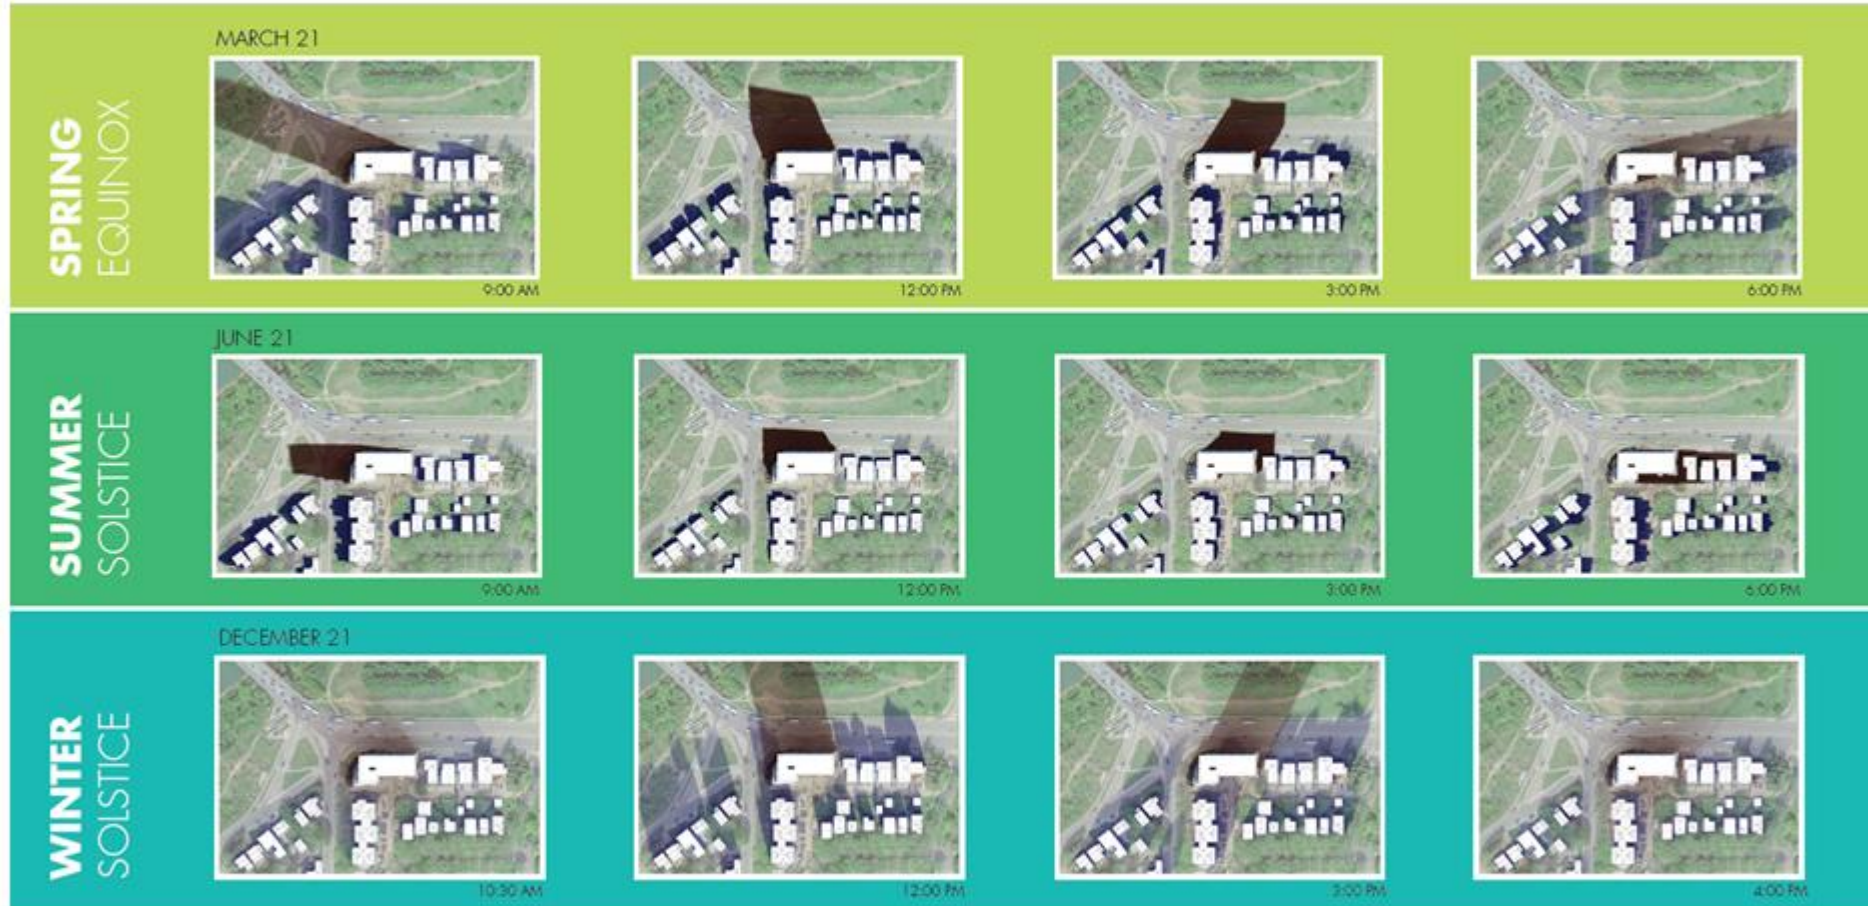 SPRING
EQUINOX
MARCH 21
9:00 AM
12:00 PM
3:00 PM
6:00 PM
SUMMER
SOLSTICE
JUNE 21
9:00 AM
12:00 PM
3:00 PM
6:00 PM
WINTER
SOLSTICE
DECEMBER 21
10:30 AM
12:00 PM
3:00 PM
4:00 PM